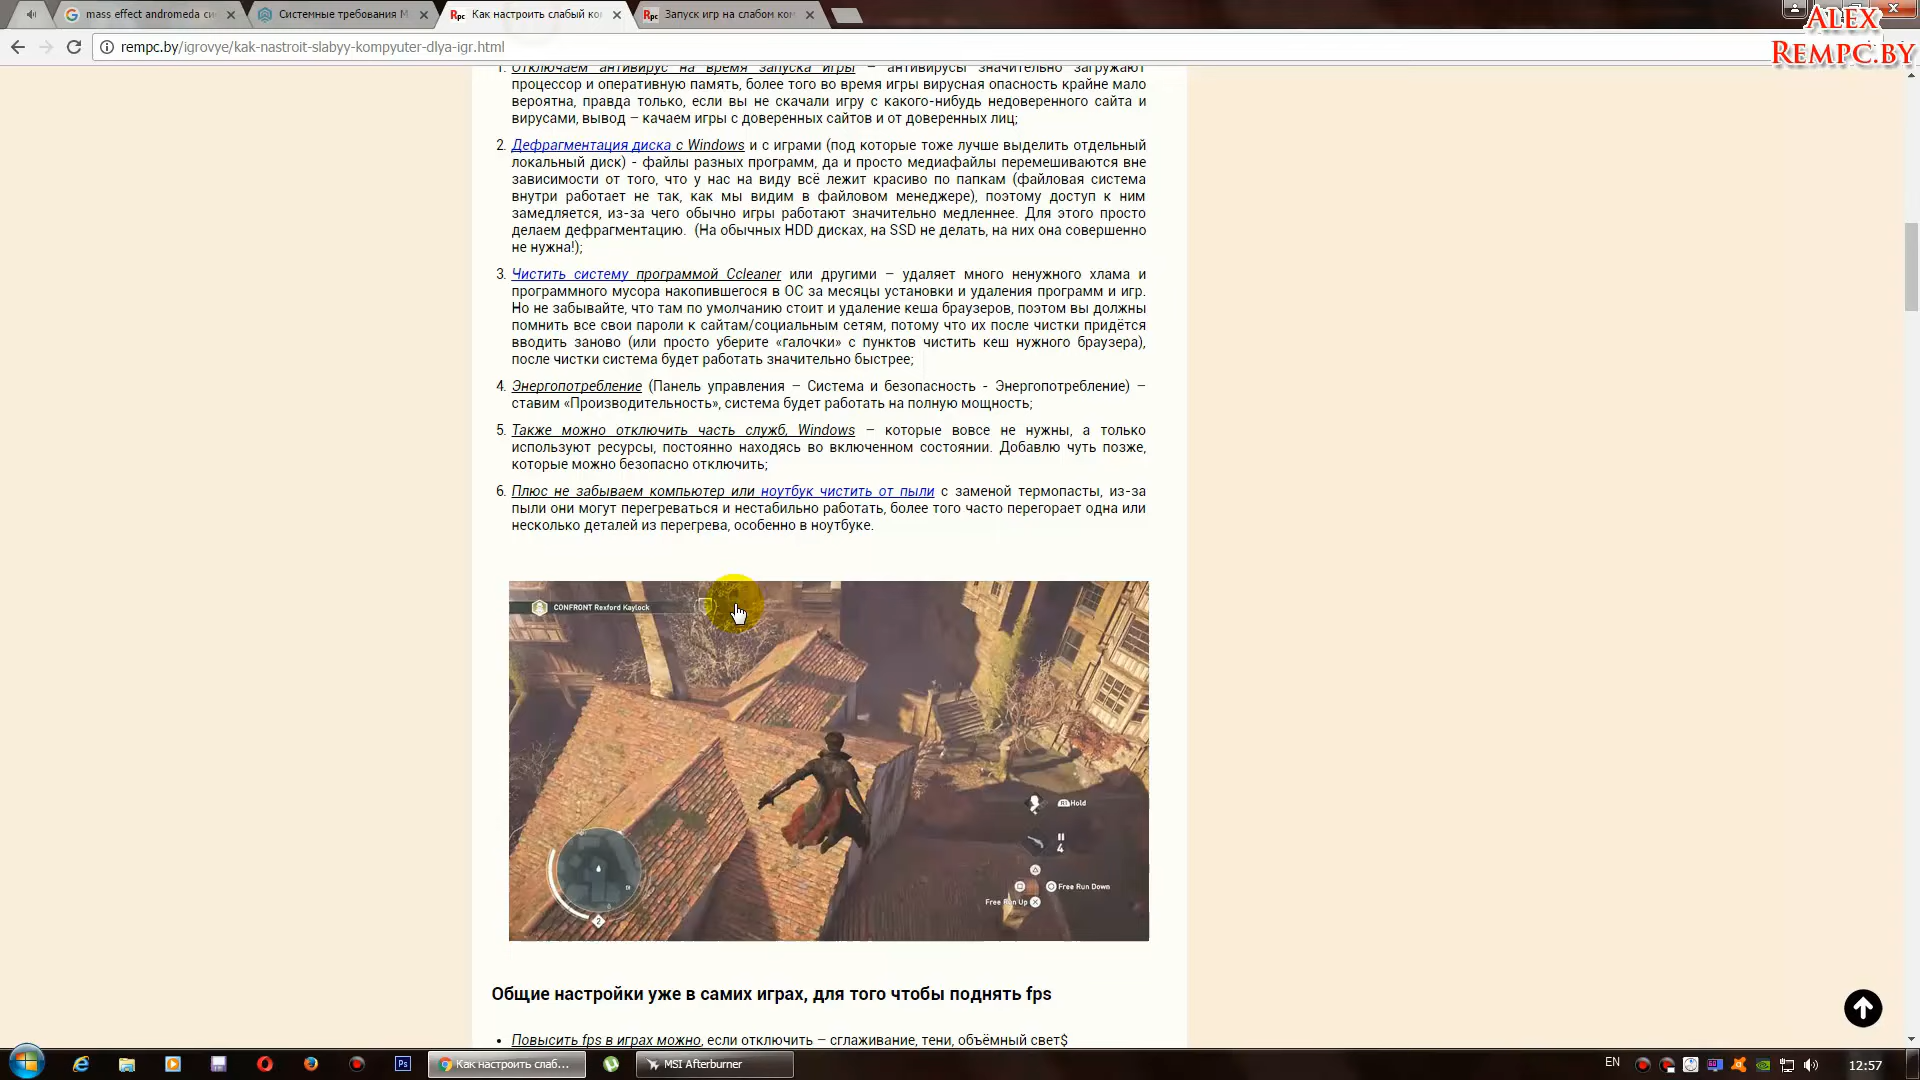 mass effect andromeda си
Системные требования M
Как настроить слабый ко
Запуск игр на слабом ком
ALEX
REMPC.BY
rempc.by/igrovye/kak-nastroit-slabyy-kompyuter-dlya-igr.html
1. Отключаем антивирус на время запуска игры – антивирусы значительно загружают
процессор и оперативную память, более того во время игры вирусная опасность крайне мало
вероятна, правда только, если вы не скачали игру с какого-нибудь недоверенного сайта и
вирусами, вывод – качаем игры с доверенных сайтов и от доверенных лиц;
2. Дефрагментация диска с Windows и с играми (под которые тоже лучше выделить отдельный
локальный диск) - файлы разных программ, да и просто медиафайлы перемешиваются вне
зависимости от того, что у нас на виду всё лежит красиво по папкам (файловая система
внутри работает не так, как мы видим в файловом менеджере), поэтому доступ к ним
замедляется, из-за чего обычно игры работают значительно медленнее. Для этого просто
делаем дефрагментацию. (На обычных HDD дисках, на SSD не делать, на них она совершенно
не нужна!);
3. Чистить систему программой Ccleaner или другими – удаляет много ненужного хлама и
программного мусора накопившегося в ОС за месяцы установки и удаления программ и игр.
Но не забывайте, что там по умолчанию стоит и удаление кеша браузеров, поэтом вы должны
помнить все свои пароли к сайтам/социальным сетям, потому что их после чистки придётся
вводить заново (или просто уберите «галочки» с пунктов чистить кеш нужного браузера),
после чистки система будет работать значительно быстрее;
4. Энергопотребление (Панель управления – Система и безопасность - Энергопотребление) –
ставим «Производительность», система будет работать на полную мощность;
5. Также можно отключить часть служб, Windows – которые вовсе не нужны, а только
используют ресурсы, постоянно находясь во включенном состоянии. Добавлю чуть позже,
которые можно безопасно отключить;
6. Плюс не забываем компьютер или ноутбук чистить от пыли с заменой термопасты, из-за
пыли они могут перегреваться и нестабильно работать, более того часто перегорает одна или
несколько деталей из перегрева, особенно в ноутбуке.
CONFRONT Rexford Kaylock
R1 Hold
4
Free Run Down
Free Run Up
2
Общие настройки уже в самих играх, для того чтобы поднять fps
• Повысить fps в играх можно, если отключить – сглаживание, тени, объёмный свет$
Ps
Как настроить слаб...
MSI Afterburner
EN
12:57